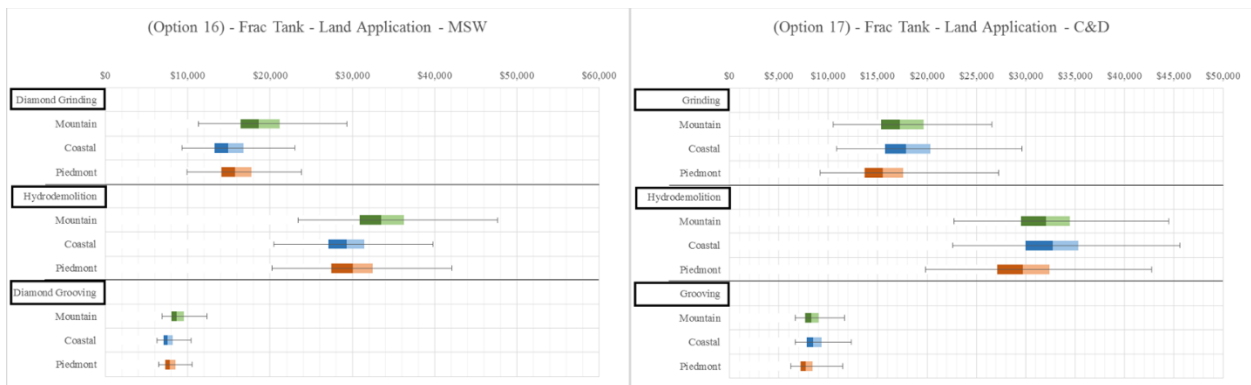 (Option 16) - Frac Tank - Land Application - MSW
$0 $10,000 $20,000 $30,000 $40,000 $50,000 $60,000
Diamond Grinding
Mountain
Coastal
Piedmont
Hydrodemolition
Mountain
Coastal
Piedmont
Diamond Grooving
Mountain
Coastal
Piedmont
(Option 17) - Frac Tank - Land Application - C&D
$0 $5,000 $10,000 $15,000 $20,000 $25,000 $30,000 $35,000 $40,000 $45,000 $50,000
Grinding
Mountain
Coastal
Piedmont
Hydrodemolition
Mountain
Coastal
Piedmont
Grooving
Mountain
Coastal
Piedmont